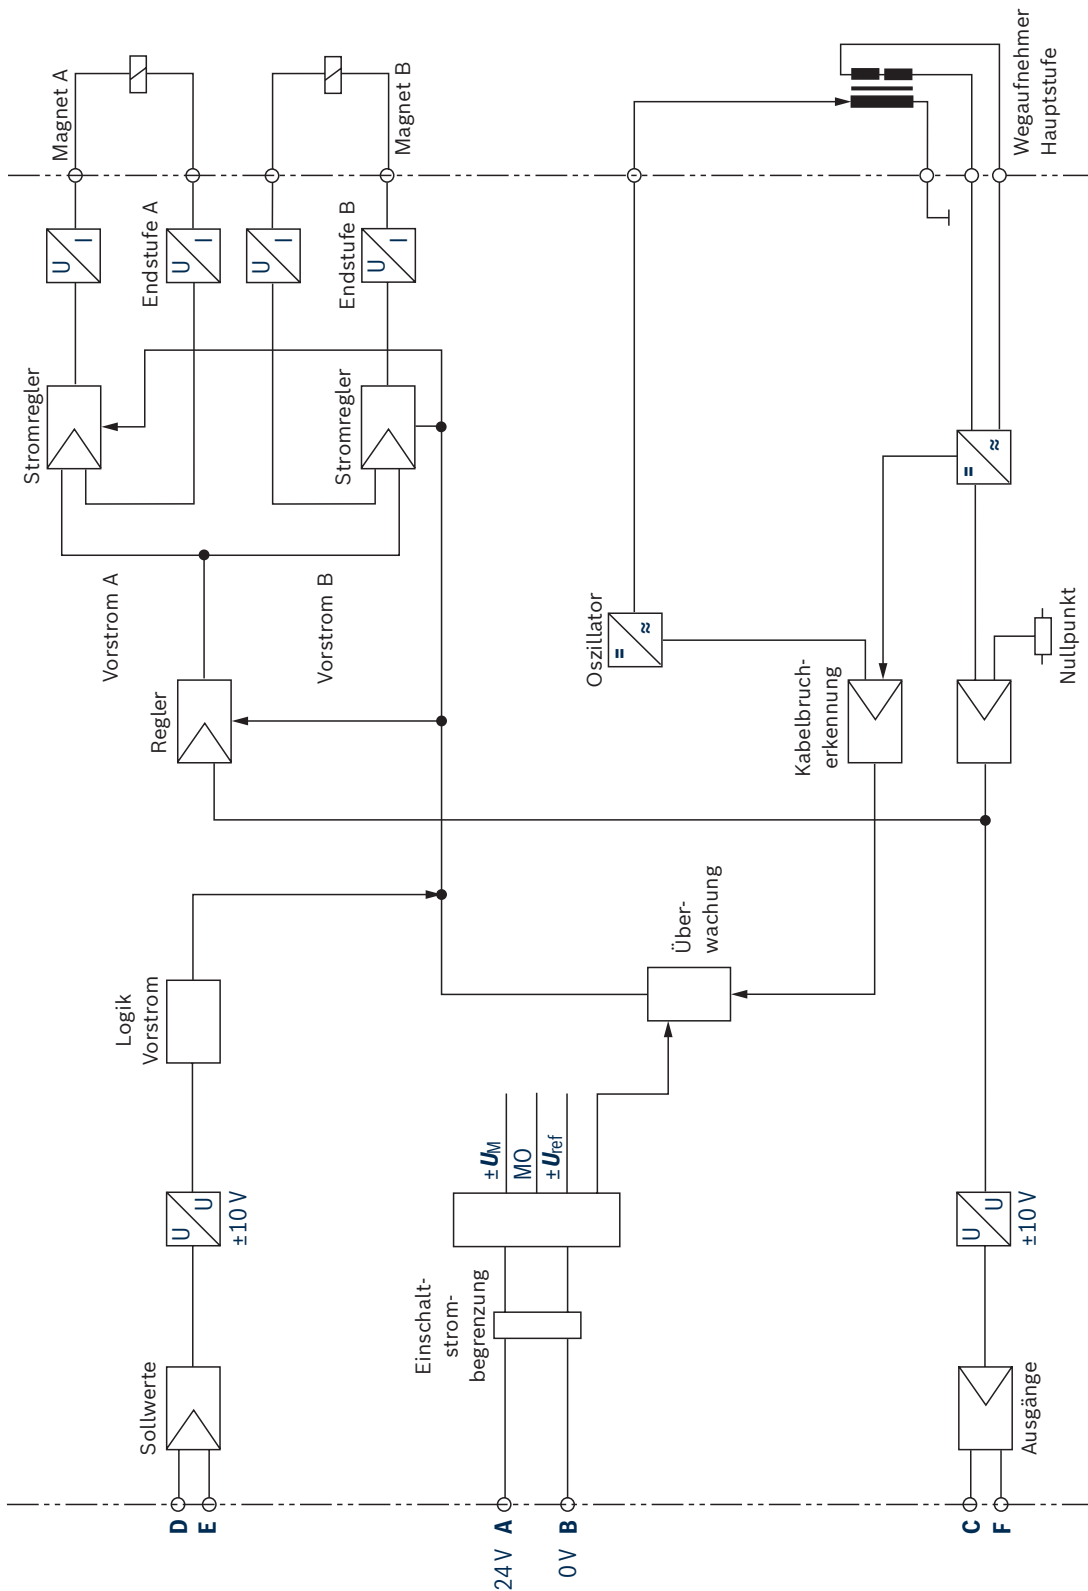 D
E
Sollwerte
U
U
±10 V
Logik
Vorstrom
Regler
Vorstrom A
Vorstrom B
Stromregler
Stromregler
U
I
U
I
Endstufe A
U
I
U
I
Endstufe B
Magnet A
Magnet B
24 V A
0 V B
Einschalt-
strom-
begrenzung
±UM
MO
±Uref
Über-
wachung
Oszillator
=
≈
Kabelbruch-
erkennung
=
≈
Nullpunkt
Wegaufnehmer
Hauptstufe
C
F
Ausgänge
U
U
±10 V